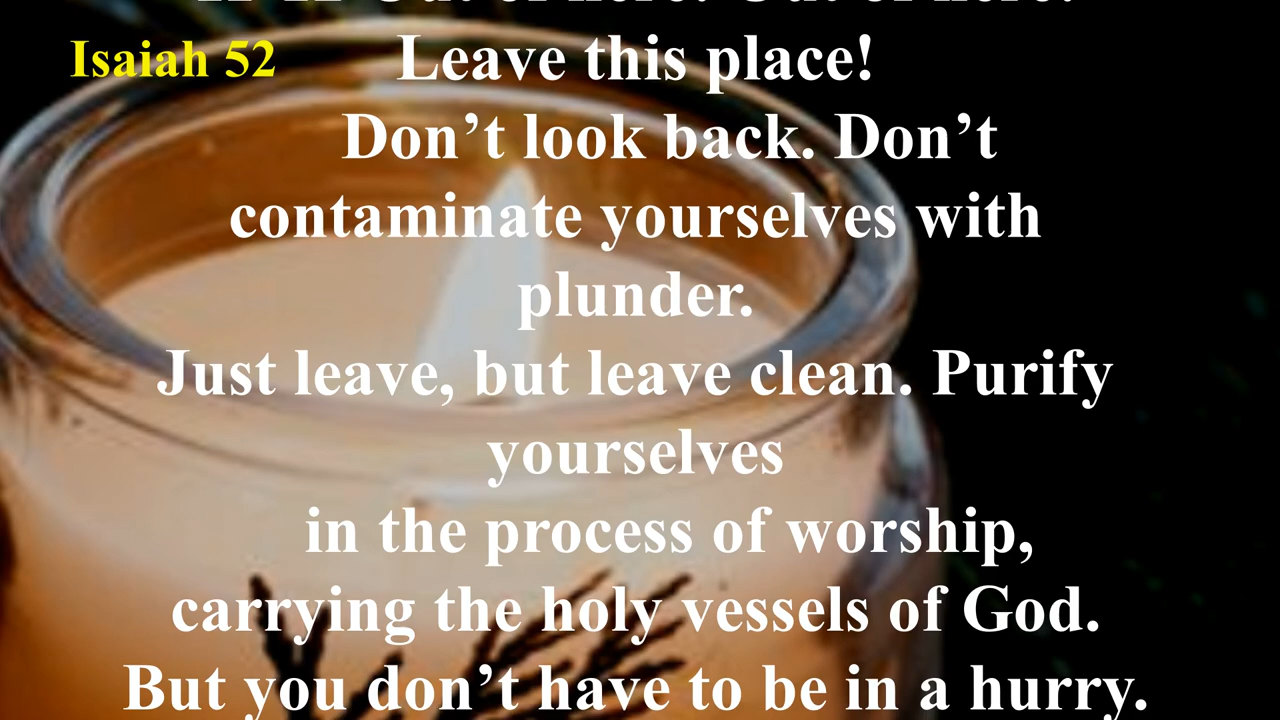 Isaiah 52
Leave this place!
Don’t look back. Don’t
contaminate yourselves with
plunder.
Just leave, but leave clean. Purify
yourselves
in the process of worship,
carrying the holy vessels of God.
But you don’t have to be in a hurry.